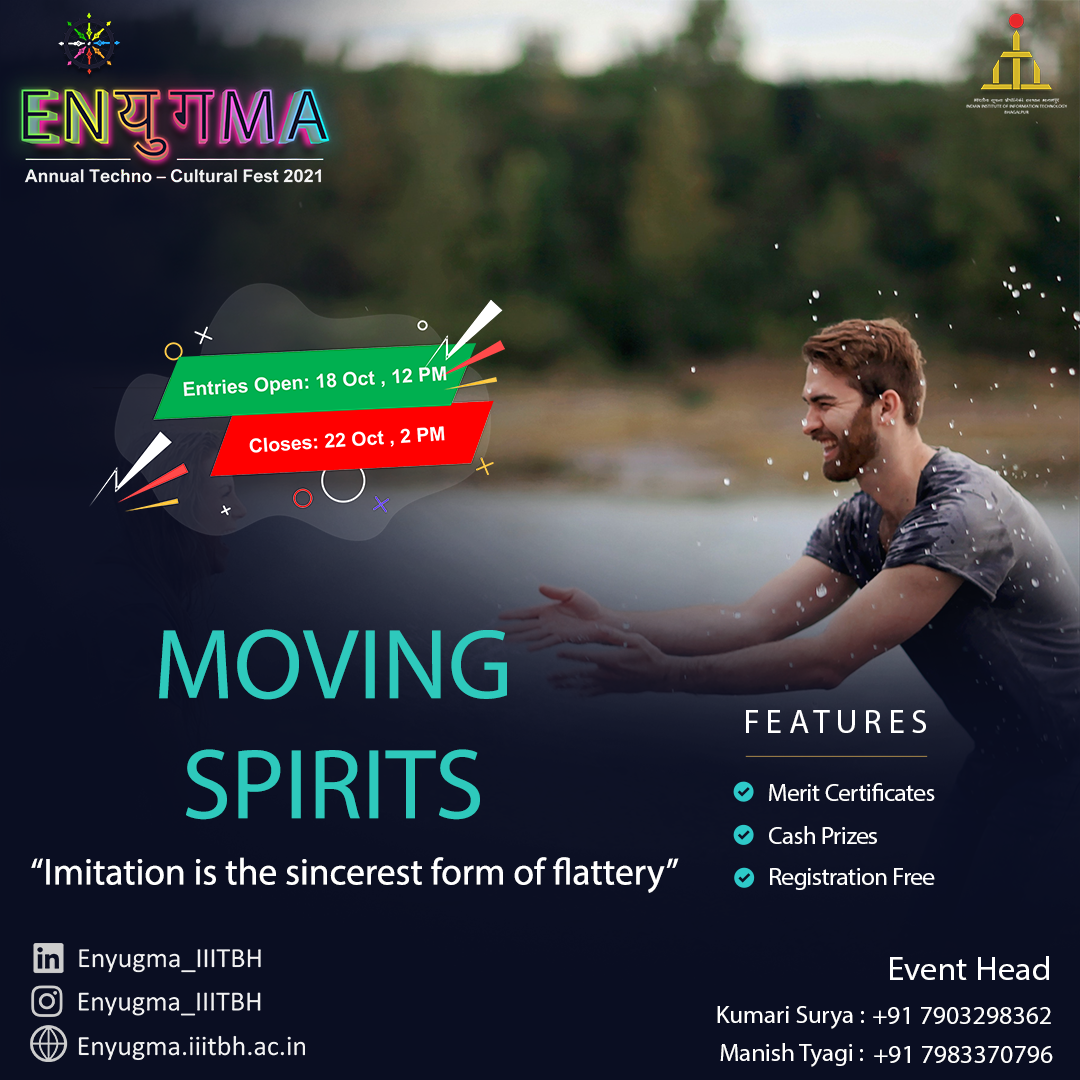 ENयुगMA
Annual Techno – Cultural Fest 2021
INDIAN INSTITUTE OF INFORMATION TECHNOLOGY
BHAGALPUR
Entries Open: 18 Oct , 12 PM
Closes: 22 Oct , 2 PM
MOVING
SPIRITS
“Imitation is the sincerest form of flattery”
FEATURES
Merit Certificates
Cash Prizes
Registration Free
in Enyugma_IIITBH
Enyugma_IIITBH
Enyugma.iiitbh.ac.in
Event Head
Kumari Surya : +91 7903298362
Manish Tyagi : +91 7983370796